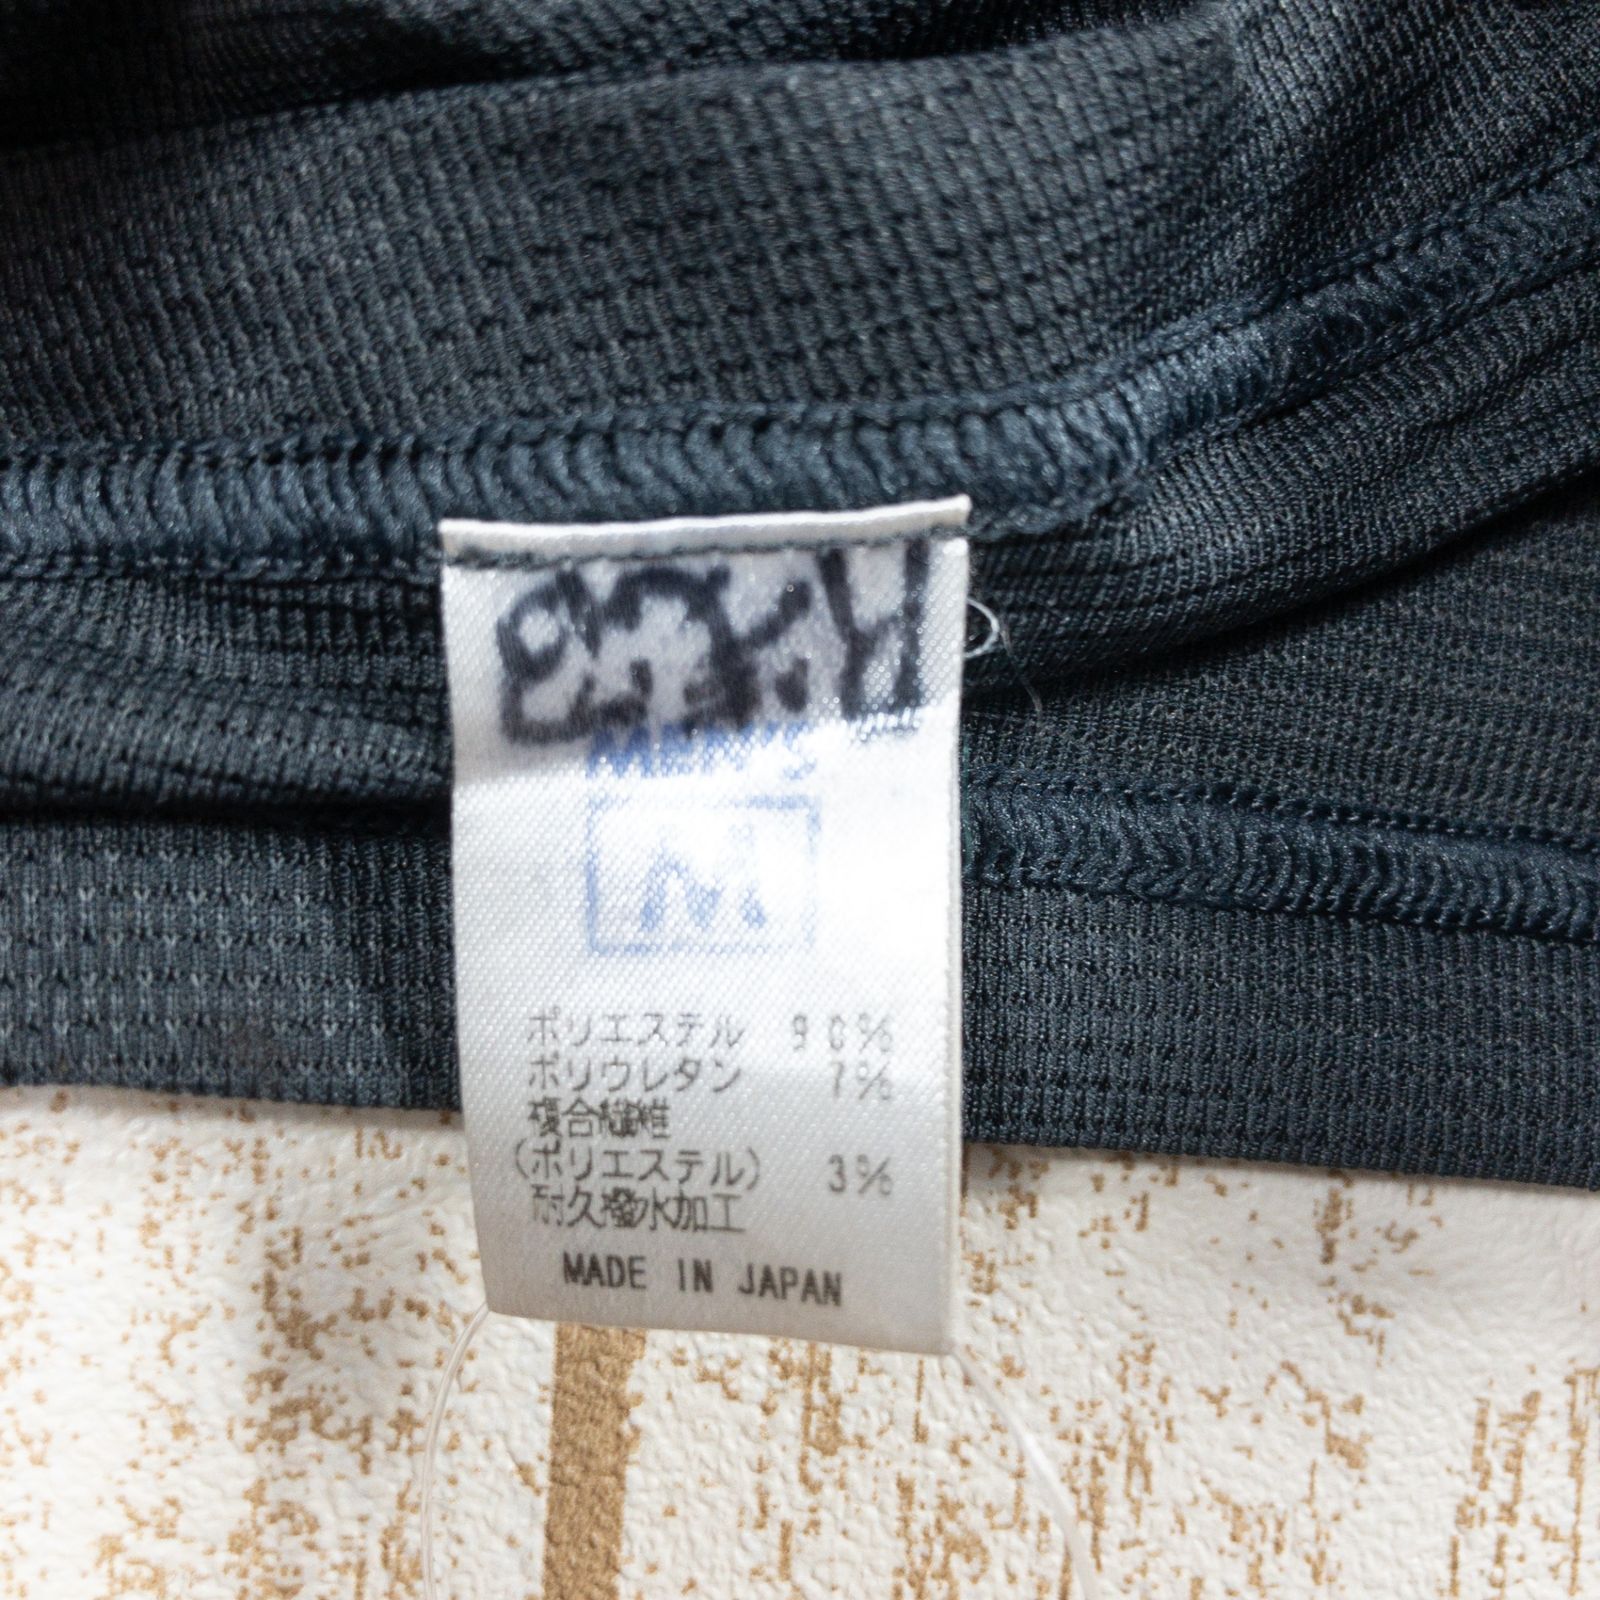 MEN'S
M
ポリエステル 90%
ポリウレタン 7%
複合繊維
(ポリエステル) 3%
耐久撥水加工
MADE IN JAPAN